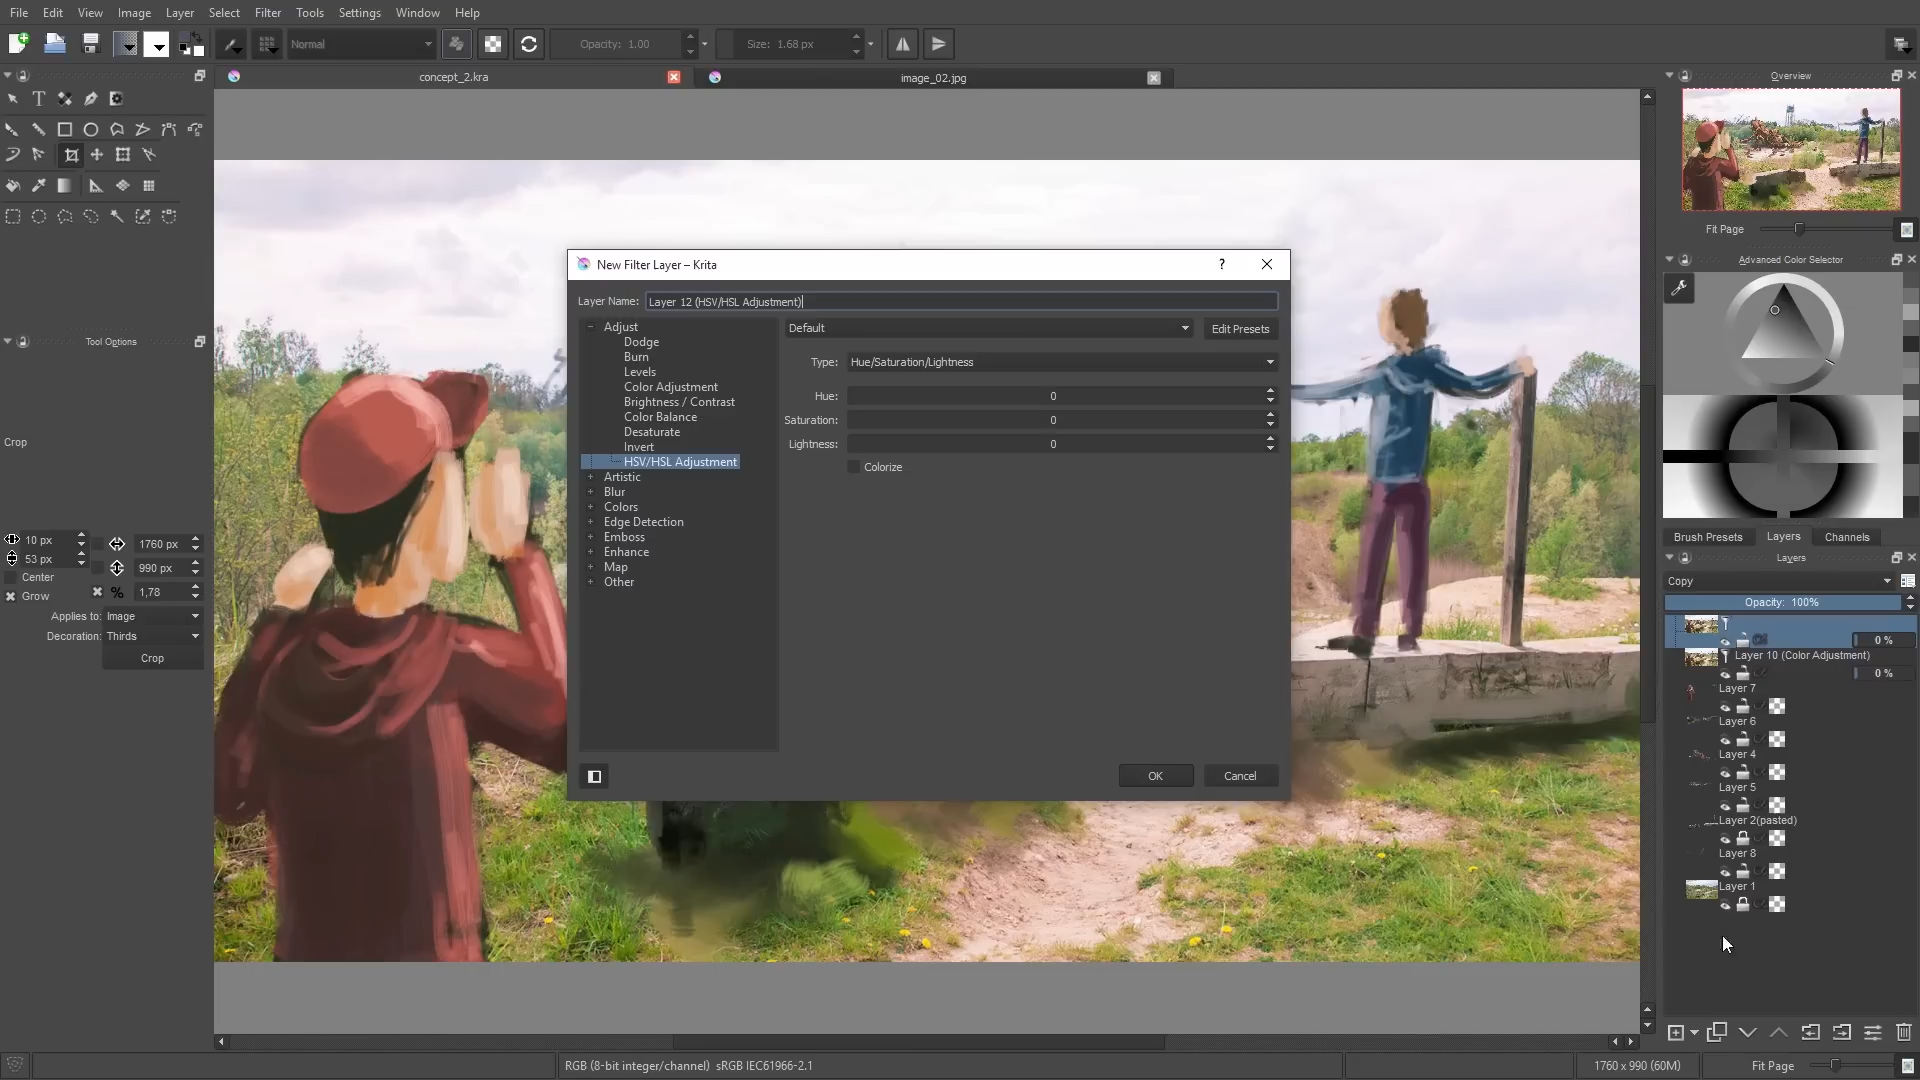 File Edit View Image Layer Select Filter Tools Settings Window Help
Normal Opacity: 1.00 Size: 1.68 px
concept_2.kra image_02.jpg
Overview
Fit Page
Advanced Color Selector
New Filter Layer – Krita
Layer Name: Layer 12 (HSV/HSL Adjustment)
Adjust
Dodge
Burn
Levels
Color Adjustment
Brightness / Contrast
Color Balance
Desaturate
Invert
HSV/HSL Adjustment
Artistic
Blur
Colors
Edge Detection
Emboss
Enhance
Map
Other
Default Edit Presets
Type: Hue/Saturation/Lightness
Hue: 0
Saturation: 0
Lightness: 0
Colorize
OK Cancel
Tool Options
Crop
10 px 1760 px
53 px 990 px
Center
Grow % 1,78
Applies to: Image
Decoration: Thirds
Crop
Brush Presets Layers Channels
Layers
Copy
Opacity: 100%
0 %
Layer 10 (Color Adjustment)
0 %
Layer 7
Layer 6
Layer 4
Layer 5
Layer 2(pasted)
Layer 8
Layer 1
RGB (8-bit integer/channel) sRGB IEC61966-2.1 1760 x 990 (60M) Fit Page